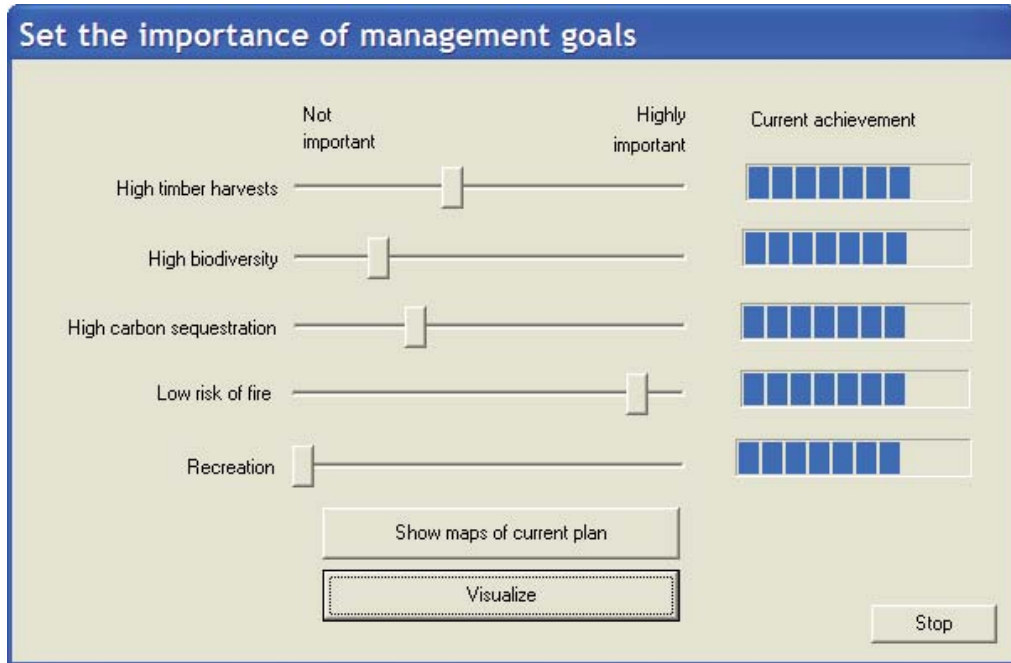 Set the importance of management goals
Not important
Highly important
Current achievement
High timber harvests
High biodiversity
High carbon sequestration
Low risk of fire
Recreation
Show maps of current plan
Visualize
Stop